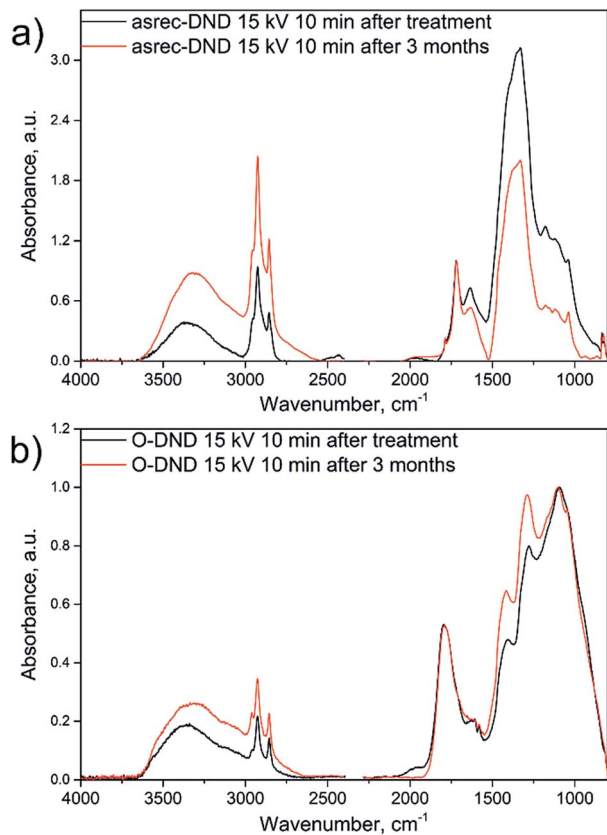 a)
asrec-DND 15 kV 10 min after treatment
asrec-DND 15 kV 10 min after 3 months
Absorbance, a.u.
3.0
2.4
1.8
1.2
0.6
0.0
4000 3500 3000 2500 2000 1500 1000
Wavenumber, cm⁻¹
b)
O-DND 15 kV 10 min after treatment
O-DND 15 kV 10 min after 3 months
Absorbance, a.u.
1.2
1.0
0.8
0.6
0.4
0.2
0.0
4000 3500 3000 2500 2000 1500 1000
Wavenumber, cm⁻¹